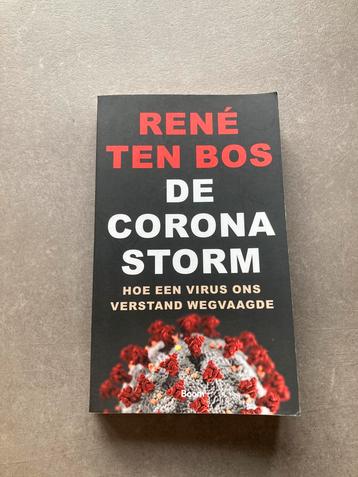 RENÉ
TEN BOS
DE
CORONA
STORM
HOE EEN VIRUS ONS
VERSTAND WEGVAAGDE
Boom